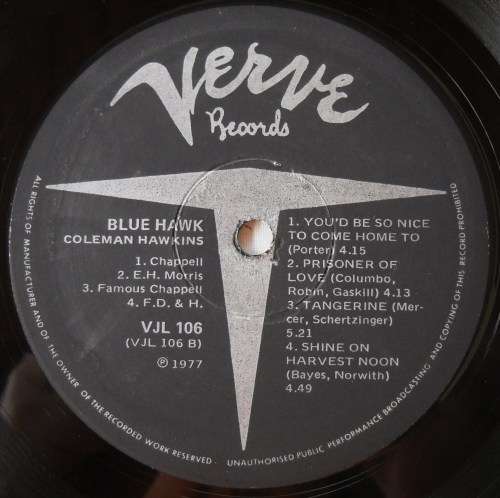 Verve
Records
BLUE HAWK
COLEMAN HAWKINS
1. Chappell
2. E.H. Morris
3. Famous Chappell
4. F.D. & H.
VJL 106
(VJL 106 B)
℗ 1977
1. YOU'D BE SO NICE
TO COME HOME TO
(Porter) 4.15
2. PRISONER OF
LOVE (Columbo,
Robin, Gaskill) 4.13
3. TANGERINE (Mer-
cer, Schertzinger)
5.21
4. SHINE ON
HARVEST NOON
(Bayes, Norwith)
4.49
ALL RIGHTS OF MANUFACTURER AND OF THE OWNER OF THE RECORDED WORK RESERVED. UNAUTHORISED PUBLIC PERFORMANCE BROADCASTING AND COPYING OF THIS RECORD PROHIBITED